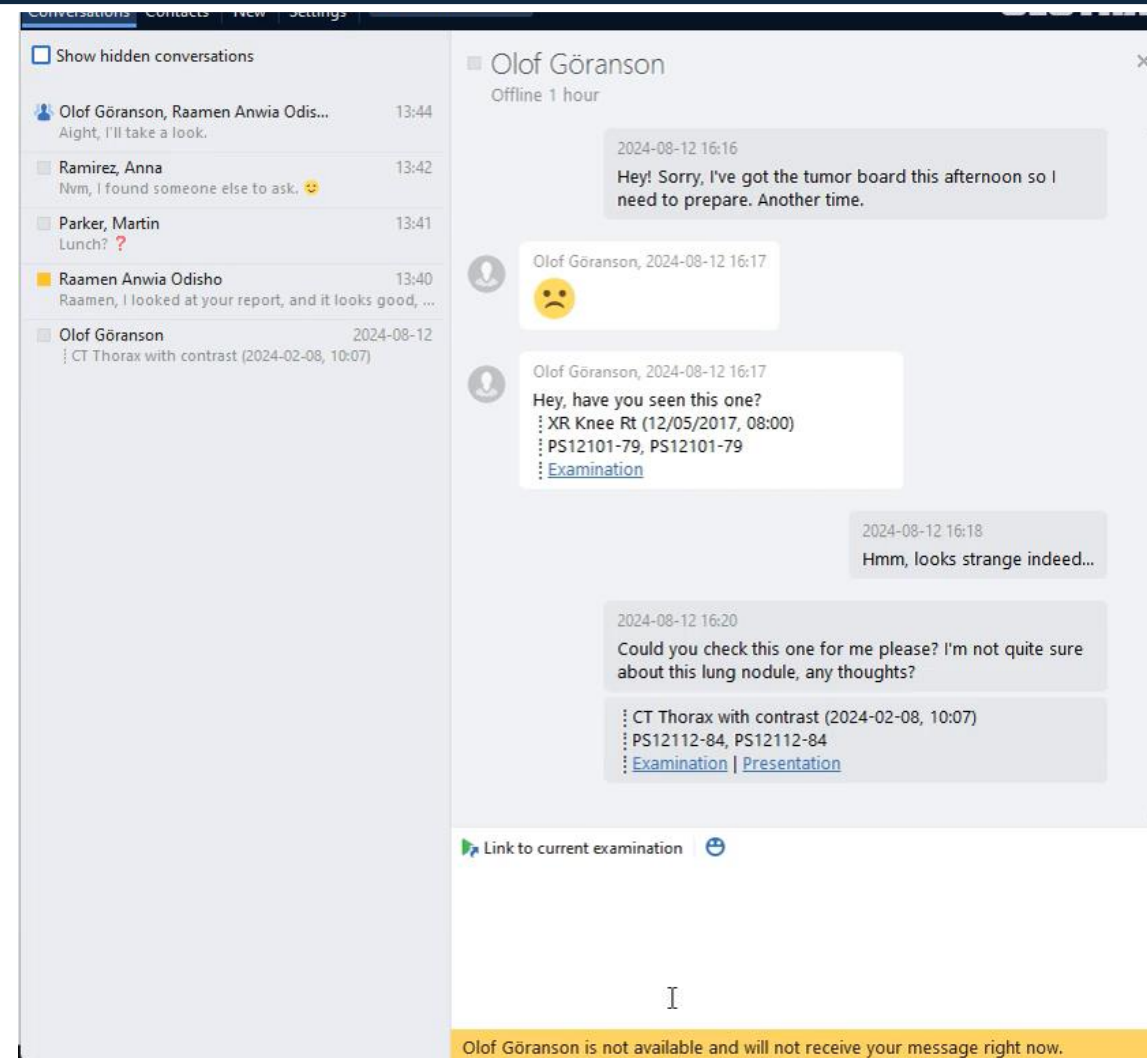 Conversations Contacts New Settings
Show hidden conversations
Olof Göranson, Raamen Anwia Odis... 13:44
Aight, I'll take a look.
Ramirez, Anna 13:42
Nvm, I found someone else to ask.
Parker, Martin 13:41
Lunch? ❓
Raamen Anwia Odisho 13:40
Raamen, I looked at your report, and it looks good, ...
Olof Göranson 2024-08-12
CT Thorax with contrast (2024-02-08, 10:07)
Olof Göranson
Offline 1 hour
2024-08-12 16:16
Hey! Sorry, I've got the tumor board this afternoon so I
need to prepare. Another time.
Olof Göranson, 2024-08-12 16:17
Olof Göranson, 2024-08-12 16:17
Hey, have you seen this one?
XR Knee Rt (12/05/2017, 08:00)
PS12101-79, PS12101-79
Examination
2024-08-12 16:18
Hmm, looks strange indeed...
2024-08-12 16:20
Could you check this one for me please? I'm not quite sure
about this lung nodule, any thoughts?
CT Thorax with contrast (2024-02-08, 10:07)
PS12112-84, PS12112-84
Examination | Presentation
Link to current examination
Olof Göranson is not available and will not receive your message right now.